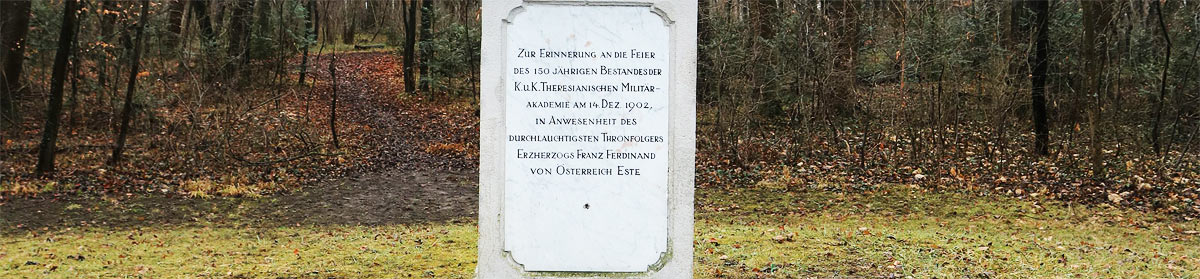 Zur Erinnerung an die Feier
des 150 jährigen Bestandes der
K.u.K. Theresianischen Militär-
akademie am 14. Dez. 1902,
in Anwesenheit des
durchlauchtigsten Thronfolgers
Erzherzogs Franz Ferdinand
von Österreich Este